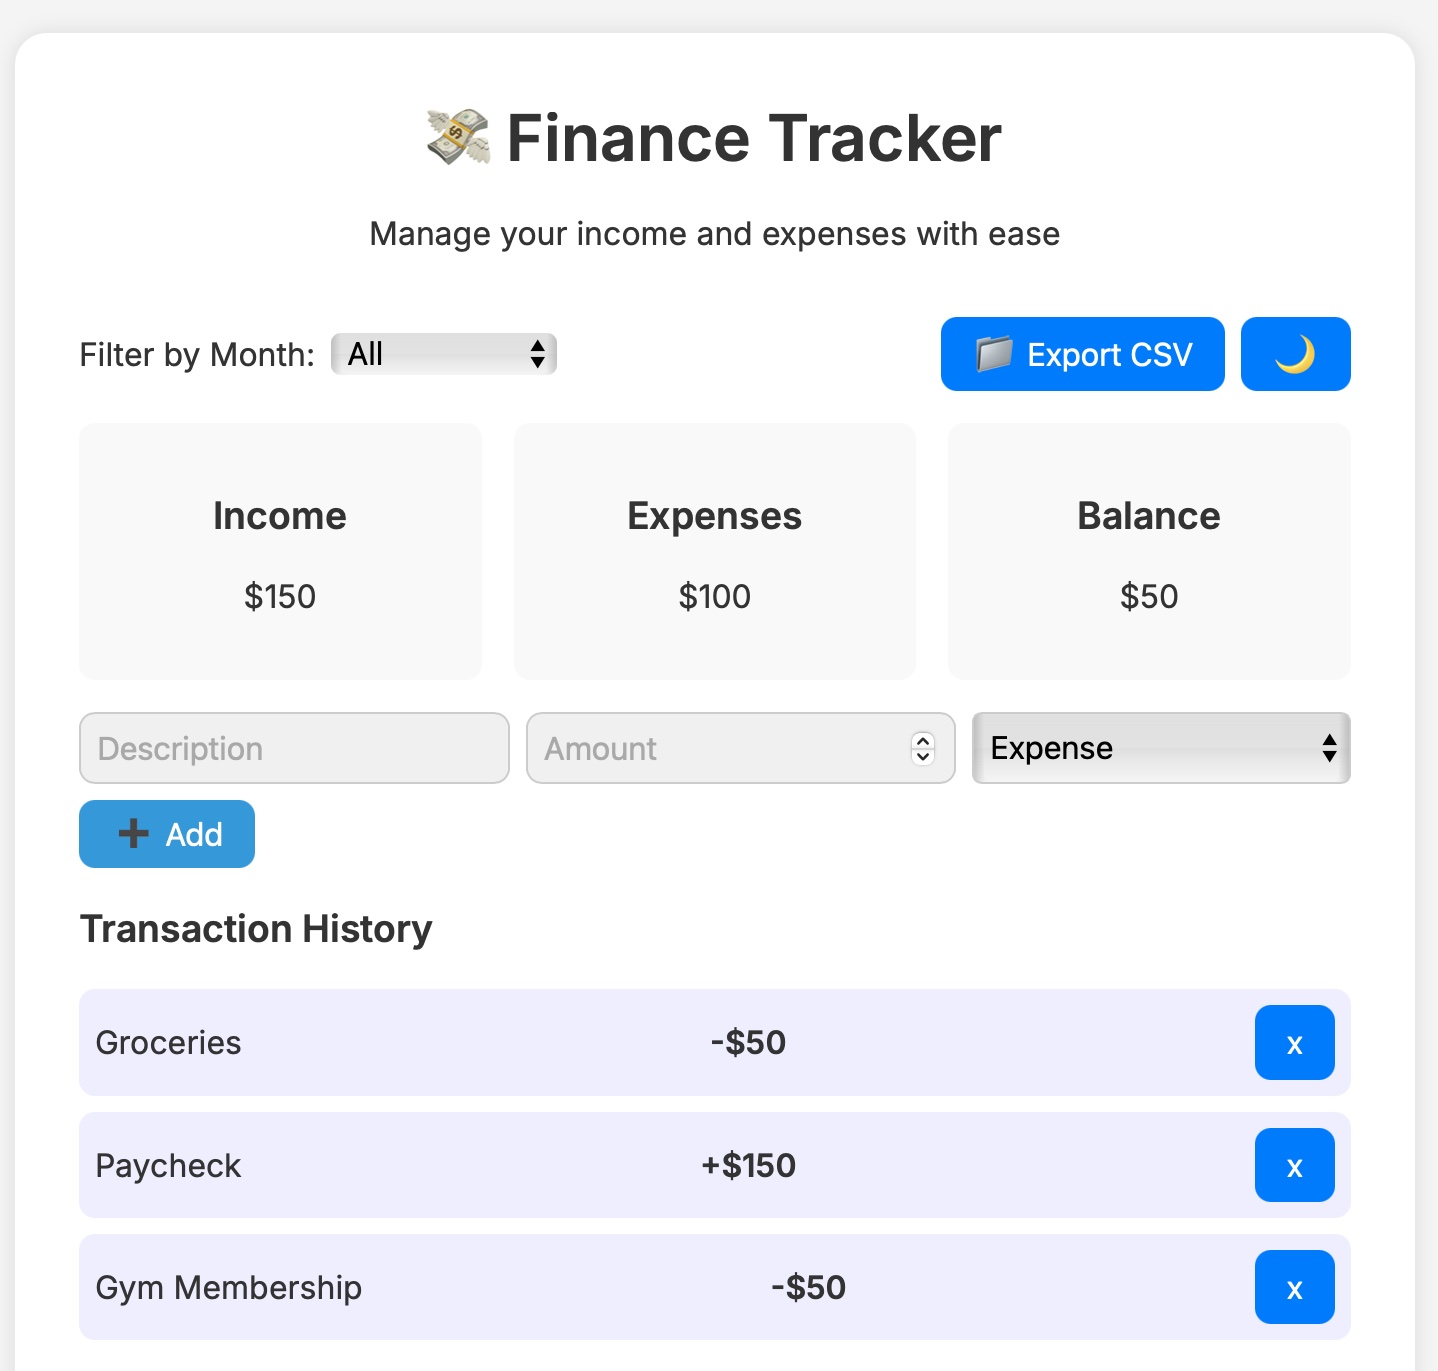 Finance Tracker
Manage your income and expenses with ease
Filter by Month: All
Export CSV
Income
$150
Expenses
$100
Balance
$50
Description
Amount
Expense
Add
Transaction History
Groceries -$50 x
Paycheck +$150 x
Gym Membership -$50 x